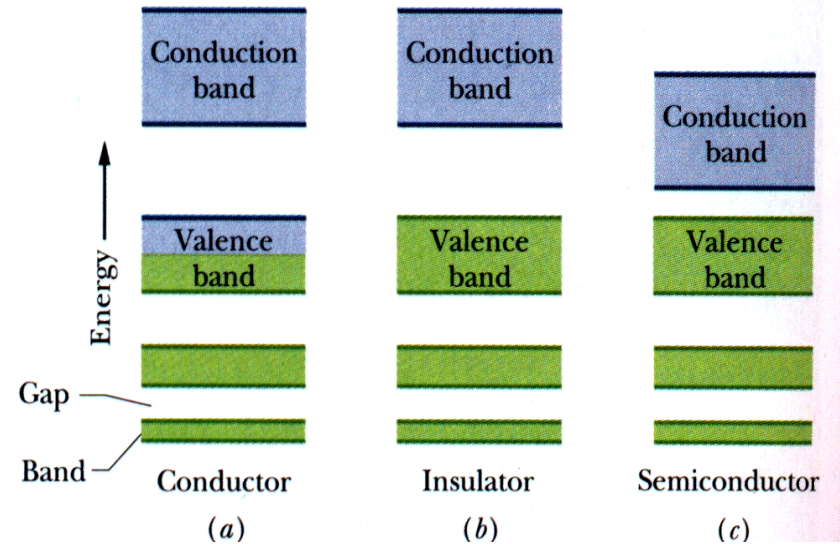 Conduction
band
Conduction
band
Conduction
band
Energy
Valence
band
Valence
band
Valence
band
Gap
Band
Conductor
Insulator
Semiconductor
(a)
(b)
(c)